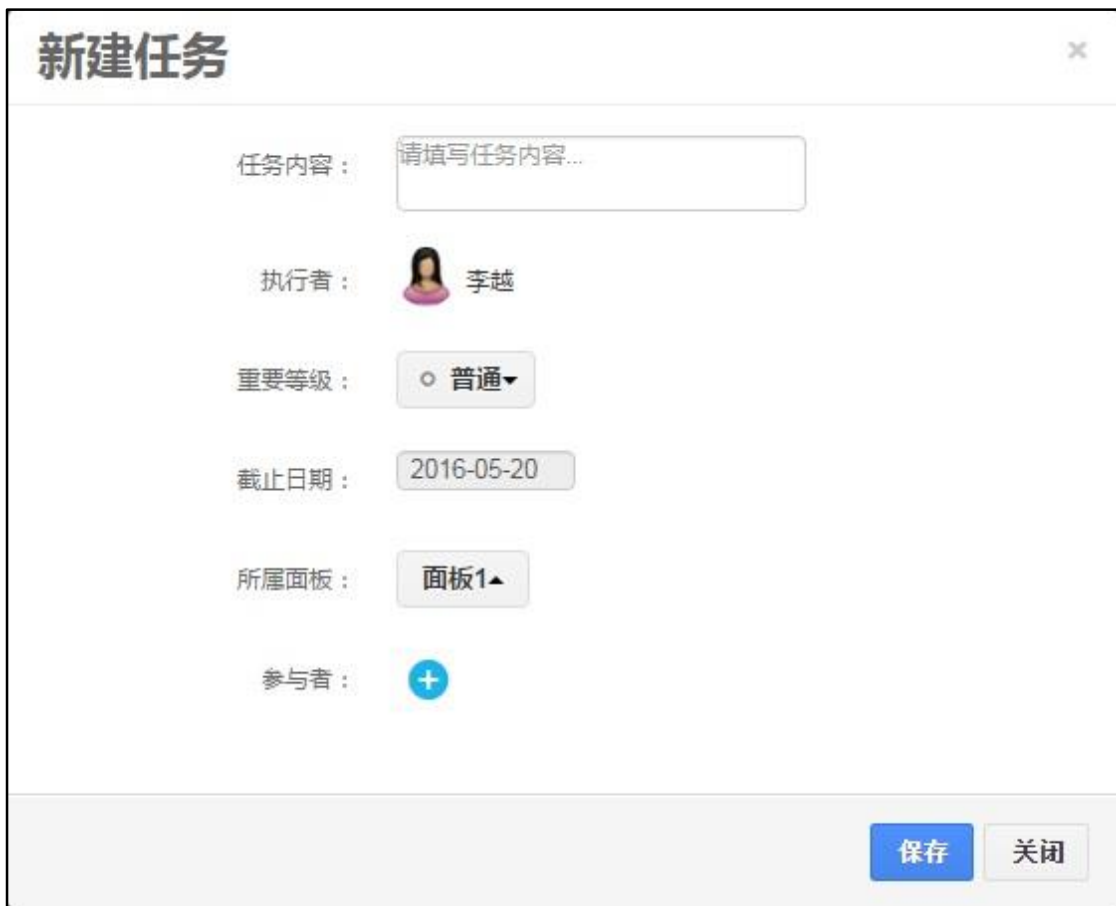 新建任务
任务内容：
请填写任务内容...
执行者：
李越
重要等级：
普通
截止日期：
2016-05-20
所属面板：
面板1
参与者：
保存
关闭